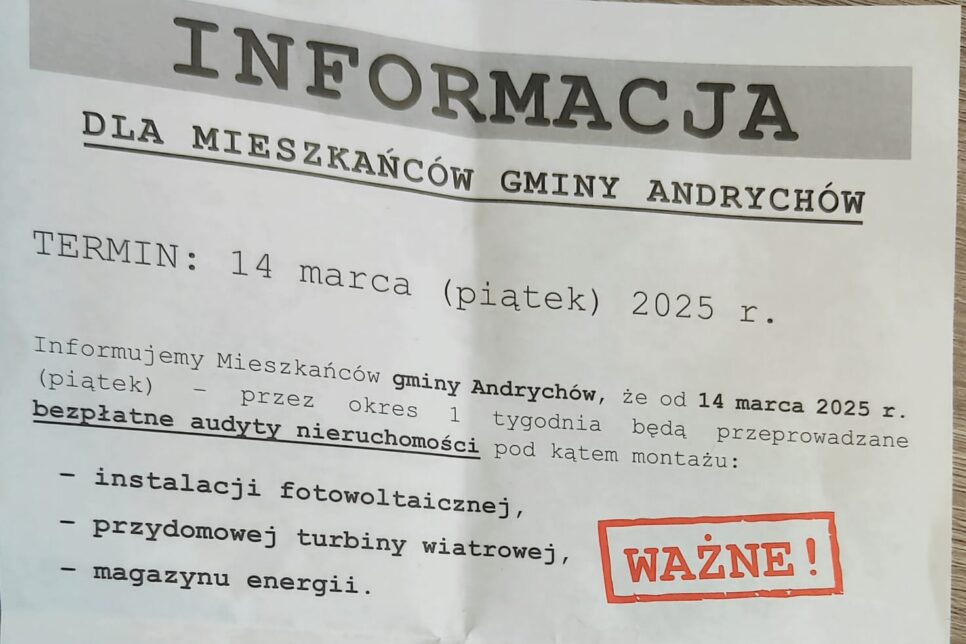 INFORMACJA
DLA MIESZKAŃCÓW GMINY ANDRYCHÓW
TERMIN: 14 marca (piątek) 2025 r.
Informujemy Mieszkańców gminy Andrychów, że od 14 marca 2025 r.
(piątek) – przez okres 1 tygodnia będą przeprowadzane
bezpłatne audyty nieruchomości pod kątem montażu:
– instalacji fotowoltaicznej,
– przydomowej turbiny wiatrowej,
– magazynu energii.
WAŻNE!